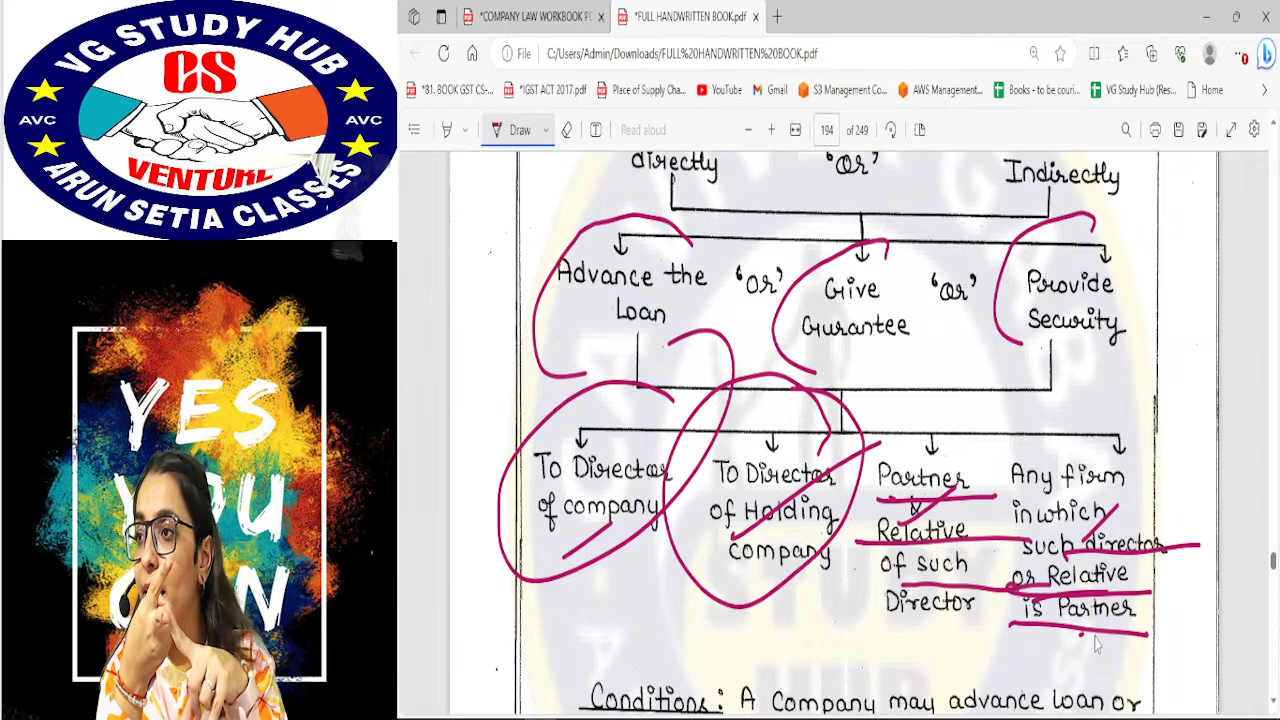 VG STUDY HUB
CS
AVC
AVC
VENTURE
ARUN SETIA CLASSES
YES
YOU
*COMPANY LAW WORKBOOK P
*FULL HANDWRITTEN BOOK.pdf
File
C:/Users/Admin/Downloads/FULL%20HANDWRITTEN%20BOOK.pdf
*81. BOOK GST CS-...
*IGST ACT 2017.pdf
Place of Supply Cha...
YouTube
Gmail
S3 Management Co...
AWS Management...
Books - to be couri...
VG Study Hub (Res...
Home
Draw
Read aloud
194
of 249
directly
'Or'
Indirectly
Advance the
Loan
'Or'
Give
Gurantee
'Or'
Provide
Security
To Director
of company
To Director
of Holding
company
Partner
&
Relative
of such
Director
Any firm
in which
such director
or Relative
is Partner
Conditions: A Company may advance loan or